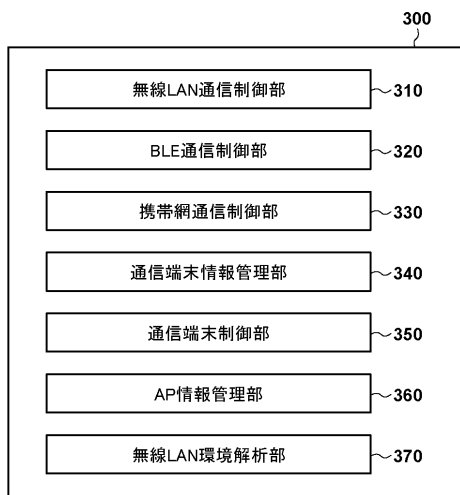 300
無線LAN通信制御部 310
BLE通信制御部 320
携帯網通信制御部 330
通信端末情報管理部 340
通信端末制御部 350
AP情報管理部 360
無線LAN環境解析部 370